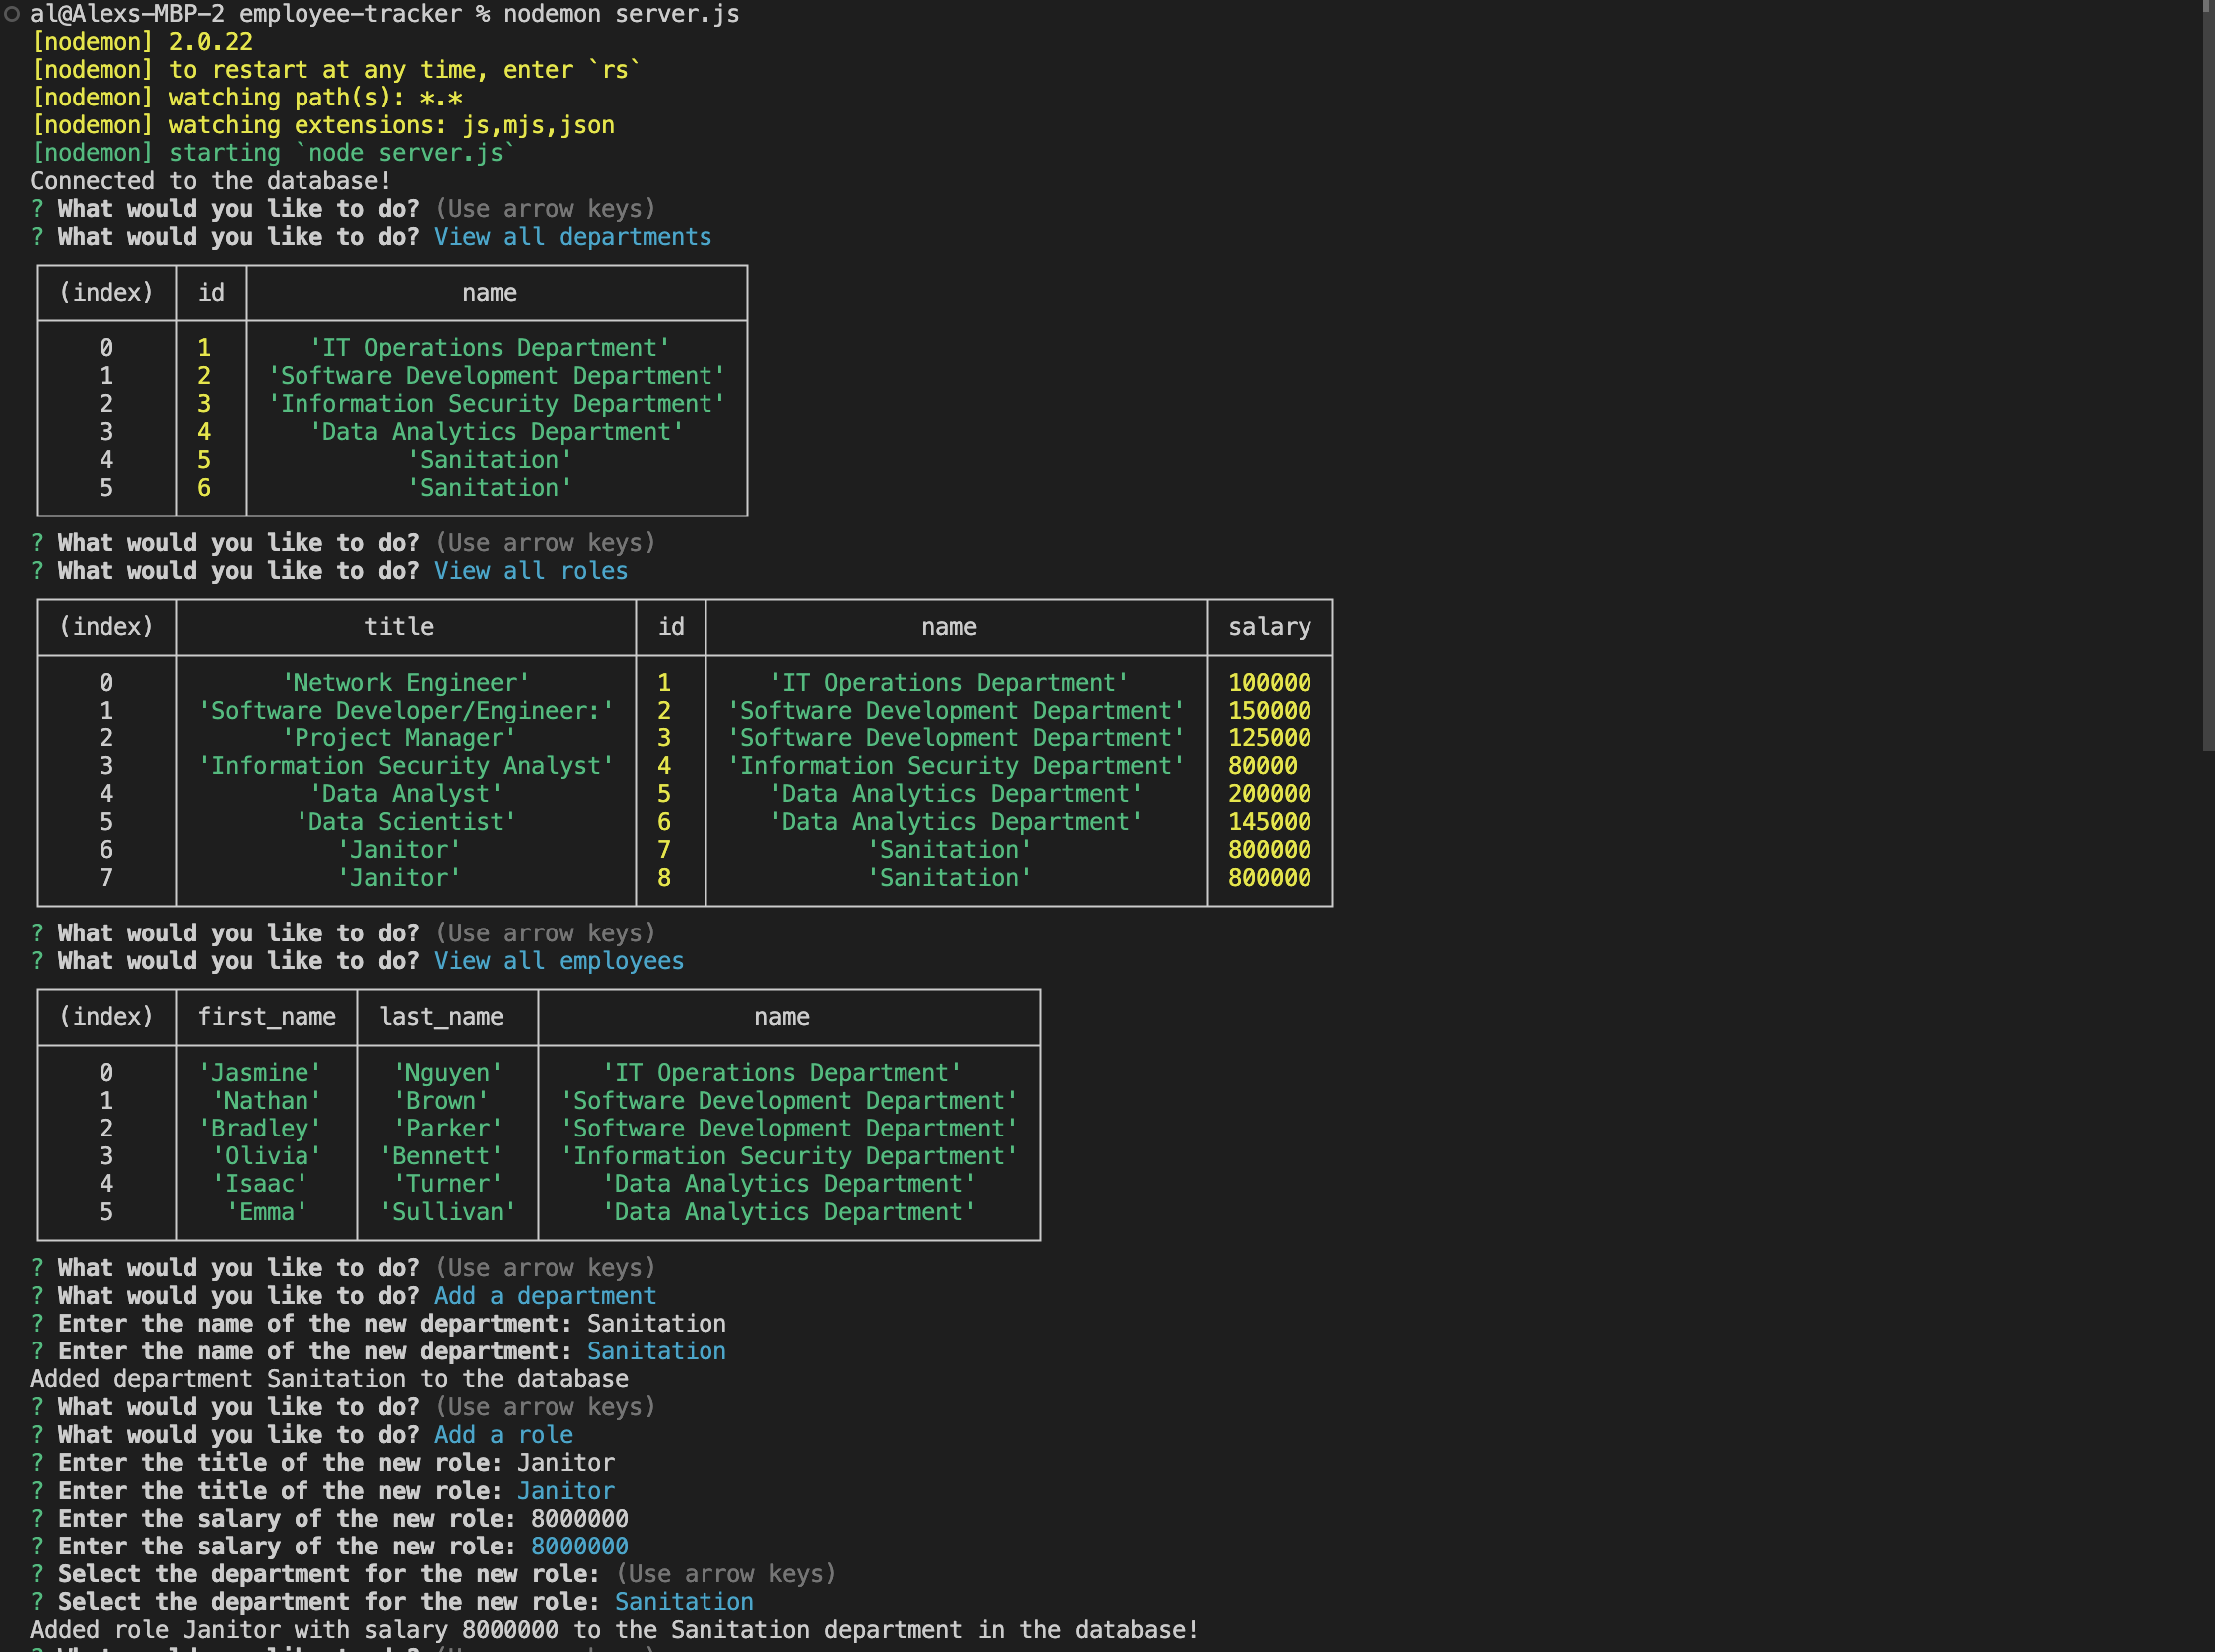 al@Alexs-MBP-2 employee-tracker % nodemon server.js
[nodemon] 2.0.22
[nodemon] to restart at any time, enter `rs`
[nodemon] watching path(s): *.*
[nodemon] watching extensions: js,mjs,json
[nodemon] starting `node server.js`
Connected to the database!
? What would you like to do? (Use arrow keys)
? What would you like to do? View all departments
(index) id name
0 1 'IT Operations Department'
1 2 'Software Development Department'
2 3 'Information Security Department'
3 4 'Data Analytics Department'
4 5 'Sanitation'
5 6 'Sanitation'
? What would you like to do? (Use arrow keys)
? What would you like to do? View all roles
(index) title id name salary
0 'Network Engineer' 1 'IT Operations Department' 100000
1 'Software Developer/Engineer:' 2 'Software Development Department' 150000
2 'Project Manager' 3 'Software Development Department' 125000
3 'Information Security Analyst' 4 'Information Security Department' 80000
4 'Data Analyst' 5 'Data Analytics Department' 200000
5 'Data Scientist' 6 'Data Analytics Department' 145000
6 'Janitor' 7 'Sanitation' 800000
7 'Janitor' 8 'Sanitation' 800000
? What would you like to do? (Use arrow keys)
? What would you like to do? View all employees
(index) first_name last_name name
0 'Jasmine' 'Nguyen' 'IT Operations Department'
1 'Nathan' 'Brown' 'Software Development Department'
2 'Bradley' 'Parker' 'Software Development Department'
3 'Olivia' 'Bennett' 'Information Security Department'
4 'Isaac' 'Turner' 'Data Analytics Department'
5 'Emma' 'Sullivan' 'Data Analytics Department'
? What would you like to do? (Use arrow keys)
? What would you like to do? Add a department
? Enter the name of the new department: Sanitation
? Enter the name of the new department: Sanitation
Added department Sanitation to the database
? What would you like to do? (Use arrow keys)
? What would you like to do? Add a role
? Enter the title of the new role: Janitor
? Enter the title of the new role: Janitor
? Enter the salary of the new role: 8000000
? Enter the salary of the new role: 8000000
? Select the department for the new role: (Use arrow keys)
? Select the department for the new role: Sanitation
Added role Janitor with salary 8000000 to the Sanitation department in the database!